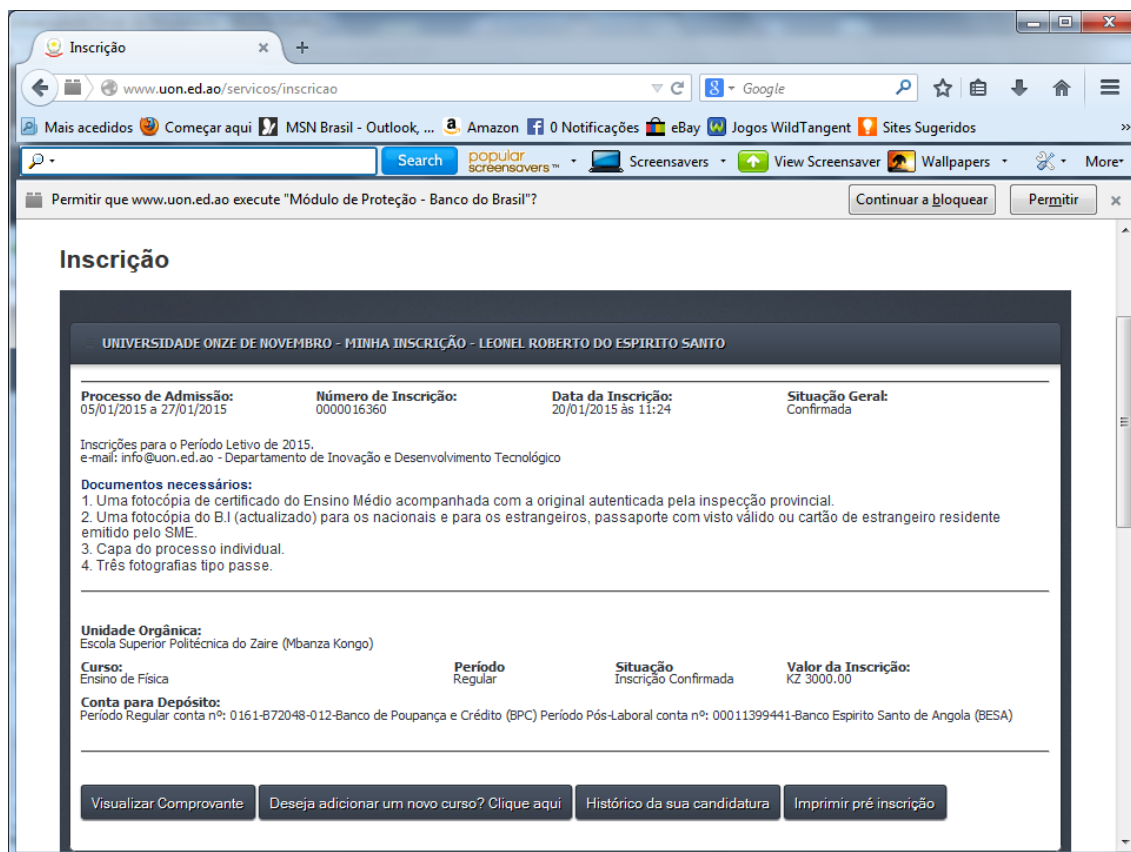 Inscrição
www.uon.ed.ao/servicos/inscricao
8 Google
Mais acedidos Começar aqui MSN Brasil - Outlook, ... a Amazon f 0 Notificações eBay W Jogos WildTangent Sites Sugeridos »
Search popular screensavers™ Screensavers View Screensaver Wallpapers More
Permitir que www.uon.ed.ao execute "Módulo de Proteção - Banco do Brasil"? Continuar a bloquear Permitir
Inscrição
UNIVERSIDADE ONZE DE NOVEMBRO - MINHA INSCRIÇÃO - LEONEL ROBERTO DO ESPIRITO SANTO
Processo de Admissão: Número de Inscrição: Data da Inscrição: Situação Geral:
05/01/2015 a 27/01/2015 0000016360 20/01/2015 às 11:24 Confirmada
Inscrições para o Período Letivo de 2015.
e-mail: info@uon.ed.ao - Departamento de Inovação e Desenvolvimento Tecnológico
Documentos necessários:
1. Uma fotocópia de certificado do Ensino Médio acompanhada com a original autenticada pela inspecção provincial.
2. Uma fotocópia do B.I (actualizado) para os nacionais e para os estrangeiros, passaporte com visto válido ou cartão de estrangeiro residente
emitido pelo SME.
3. Capa do processo individual.
4. Três fotografias tipo passe.
Unidade Orgânica:
Escola Superior Politécnica do Zaire (Mbanza Kongo)
Curso: Período Situação Valor da Inscrição:
Ensino de Física Regular Inscrição Confirmada KZ 3000.00
Conta para Depósito:
Período Regular conta nº: 0161-B72048-012-Banco de Poupança e Crédito (BPC) Período Pós-Laboral conta nº: 00011399441-Banco Espirito Santo de Angola (BESA)
Visualizar Comprovante Deseja adicionar um novo curso? Clique aqui Histórico da sua candidatura Imprimir pré inscrição